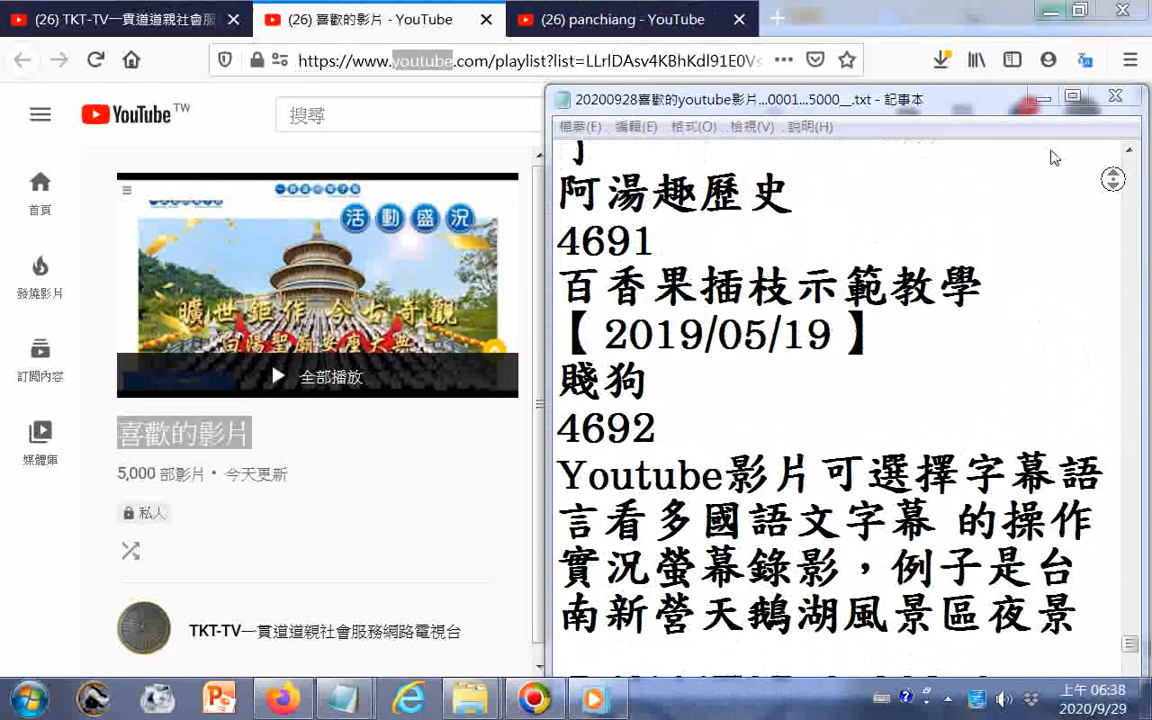 (26) TKT-TV一貫道道親社會服
(26) 喜歡的影片 - YouTube
(26) panchiang - YouTube
https://www.youtube.com/playlist?list=LLrlDAsv4KBhKdl91E0Vs
YouTube TW
搜尋
首頁
發燒影片
訂閱內容
媒體庫
活動盛況
曠世鉅作 今古奇觀
白陽聖廟安座大典
全部播放
喜歡的影片
5,000 部影片・今天更新
私人
TKT-TV一貫道道親社會服務網路電視台
20200928喜歡的youtube影片...0001...5000__.txt - 記事本
檔案(F) 編輯(E) 格式(O) 檢視(V) 說明(H)
阿湯趣歷史
4691
百香果插枝示範教學
【 2019/05/19 】
賤狗
4692
Youtube影片可選擇字幕語
言看多國語文字幕 的操作
實況螢幕錄影，例子是台
南新營天鵝湖風景區夜景
上午 06:38
2020/9/29